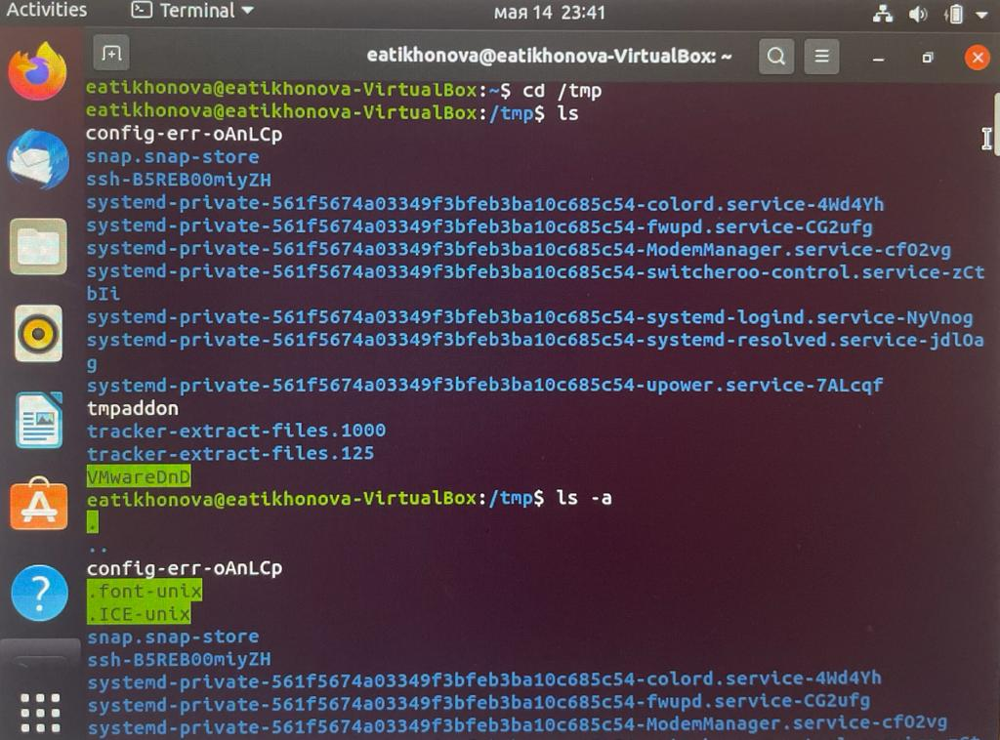 Activities Terminal мая 14 23:41
eatikhonova@eatikhonova-VirtualBox: ~
eatikhonova@eatikhonova-VirtualBox:~$ cd /tmp
eatikhonova@eatikhonova-VirtualBox:/tmp$ ls
config-err-oAnLCp
snap.snap-store
ssh-B5REB00miyZH
systemd-private-561f5674a03349f3bfeb3ba10c685c54-colord.service-4Wd4Yh
systemd-private-561f5674a03349f3bfeb3ba10c685c54-fwupd.service-CG2ufg
systemd-private-561f5674a03349f3bfeb3ba10c685c54-ModemManager.service-cfO2vg
systemd-private-561f5674a03349f3bfeb3ba10c685c54-switcheroo-control.service-zCt
bIi
systemd-private-561f5674a03349f3bfeb3ba10c685c54-systemd-logind.service-NyVnog
systemd-private-561f5674a03349f3bfeb3ba10c685c54-systemd-resolved.service-jdlOa
g
systemd-private-561f5674a03349f3bfeb3ba10c685c54-upower.service-7ALcqf
tmpaddon
tracker-extract-files.1000
tracker-extract-files.125
VMwareDnD
eatikhonova@eatikhonova-VirtualBox:/tmp$ ls -a
.
..
config-err-oAnLCp
.font-unix
.ICE-unix
snap.snap-store
ssh-B5REB00miyZH
systemd-private-561f5674a03349f3bfeb3ba10c685c54-colord.service-4Wd4Yh
systemd-private-561f5674a03349f3bfeb3ba10c685c54-fwupd.service-CG2ufg
systemd-private-561f5674a03349f3bfeb3ba10c685c54-ModemManager.service-cfO2vg